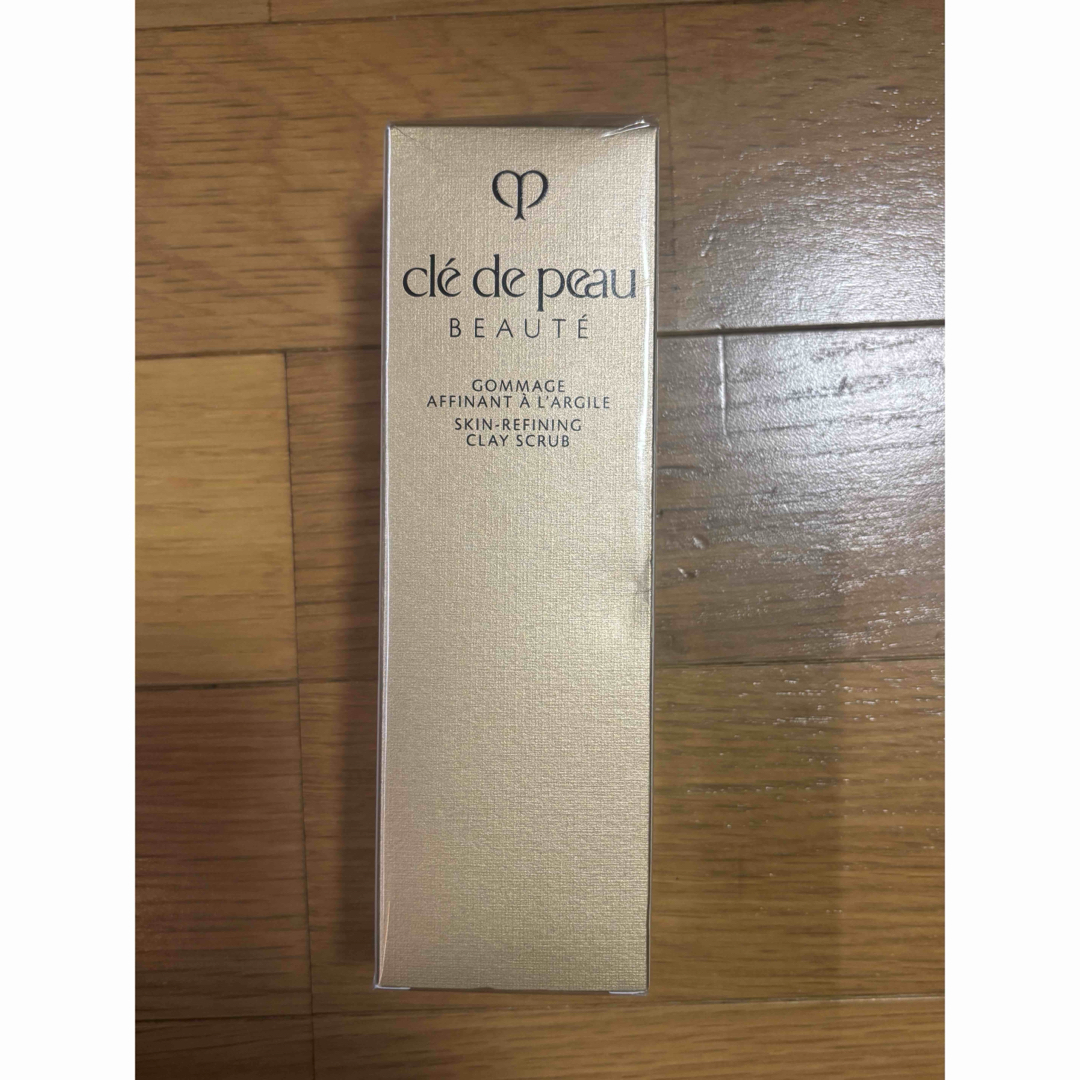 clé de peau
BEAUTÉ
GOMMAGE
AFFINANT À L'ARGILE
SKIN-REFINING
CLAY SCRUB